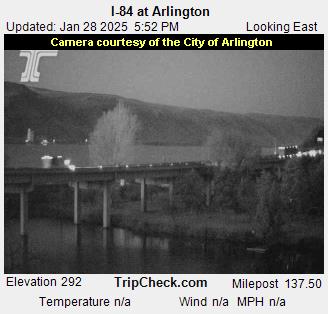 I-84 at Arlington
Updated: Jan 28 2025 5:52 PM Looking East
Camera courtesy of the City of Arlington
Elevation 292 TripCheck.com Milepost 137.50
Temperature n/a Wind n/a MPH n/a